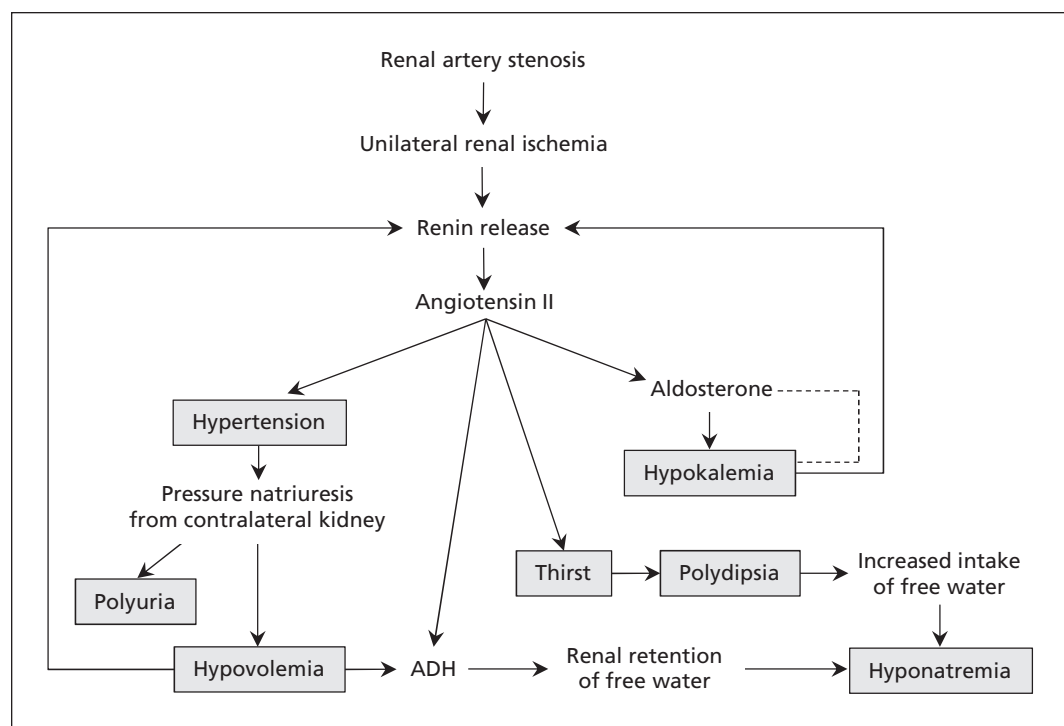 Renal artery stenosis
Unilateral renal ischemia
Renin release
Angiotensin II
Aldosterone
Hypertension
Hypokalemia
Pressure natriuresis
from contralateral kidney
Thirst
Polydipsia
Increased intake
of free water
Polyuria
Hypovolemia
ADH
Renal retention
of free water
Hyponatremia